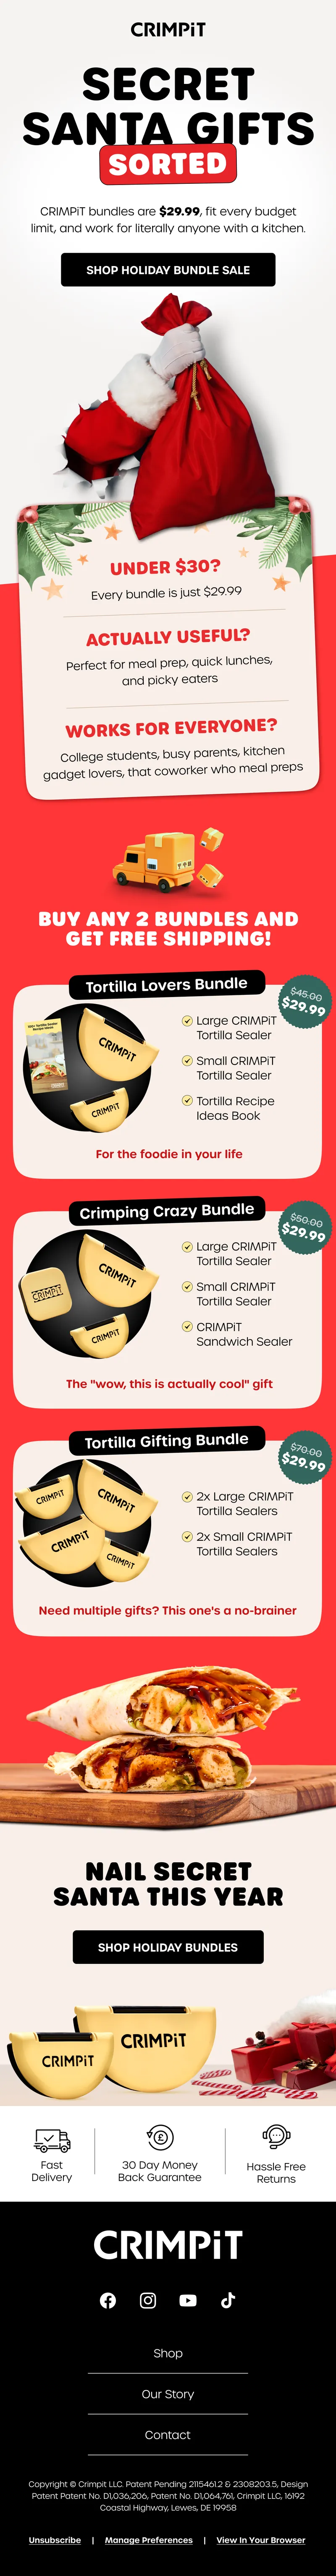 CRIMPiT
SECRET
SANTA GIFTS
SORTED
CRIMPiT bundles are $29.99, fit every budget
limit, and work for literally anyone with a kitchen.
SHOP HOLIDAY BUNDLE SALE
UNDER $30?
Every bundle is just $29.99
ACTUALLY USEFUL?
Perfect for meal prep, quick lunches,
and picky eaters
WORKS FOR EVERYONE?
College students, busy parents, kitchen
gadget lovers, that coworker who meal preps
BUY ANY 2 BUNDLES AND
GET FREE SHIPPING!
Tortilla Lovers Bundle
$45.00
$29.99
CRIMPiT
CRIMPiT
Large CRIMPiT
Tortilla Sealer
Small CRIMPiT
Tortilla Sealer
Tortilla Recipe
Ideas Book
For the foodie in your life
Crimping Crazy Bundle
$50.00
$29.99
CRIMPiT
CRIMPiT
CRIMPiT
Large CRIMPiT
Tortilla Sealer
Small CRIMPiT
Tortilla Sealer
CRIMPiT
Sandwich Sealer
The "wow, this is actually cool" gift
Tortilla Gifting Bundle
$70.00
$29.99
CRIMPiT
CRIMPiT
CRIMPiT
CRIMPiT
2x Large CRIMPiT
Tortilla Sealers
2x Small CRIMPiT
Tortilla Sealers
Need multiple gifts? This one's a no-brainer
NAIL SECRET
SANTA THIS YEAR
SHOP HOLIDAY BUNDLES
CRIMPiT
CRIMPiT
Fast
Delivery
£
30 Day Money
Back Guarantee
Hassle Free
Returns
CRIMPiT
Shop
Our Story
Contact
Copyright © Crimpit LLC. Patent Pending 2115461.2 & 2308203.5, Design
Patent Patent No. D1,036,206, Patent No. D1,064,761, Crimpit LLC, 16192
Coastal Highway, Lewes, DE 19958
Unsubscribe | Manage Preferences | View In Your Browser